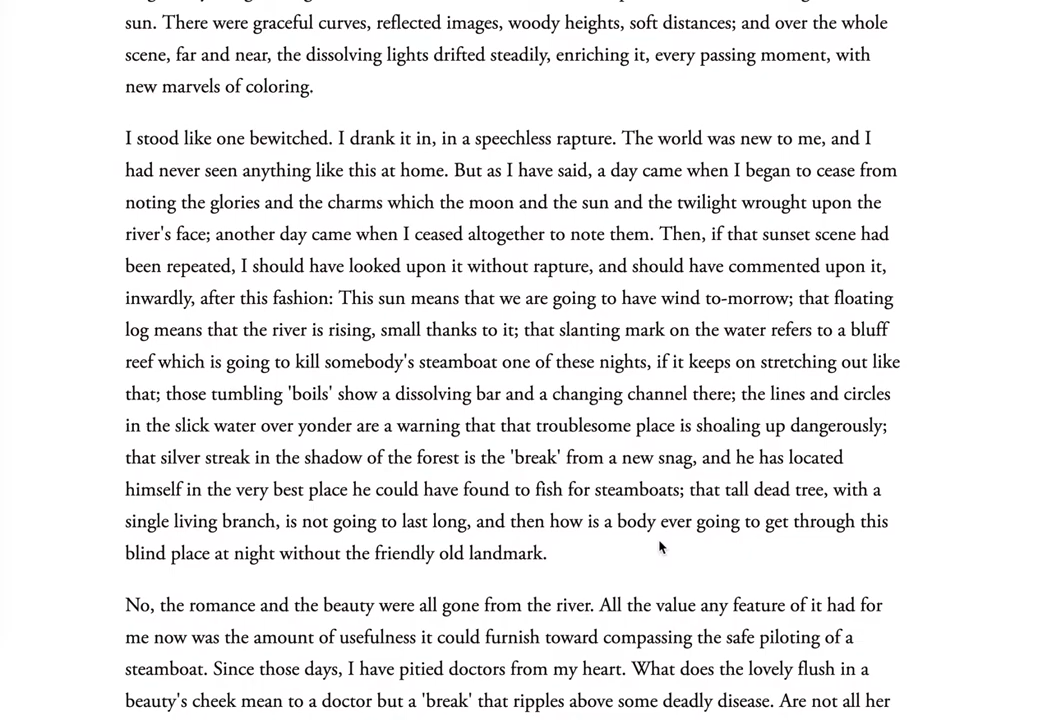 sun. There were graceful curves, reflected images, woody heights, soft distances; and over the whole
scene, far and near, the dissolving lights drifted steadily, enriching it, every passing moment, with
new marvels of coloring.
I stood like one bewitched. I drank it in, in a speechless rapture. The world was new to me, and I
had never seen anything like this at home. But as I have said, a day came when I began to cease from
noting the glories and the charms which the moon and the sun and the twilight wrought upon the
river's face; another day came when I ceased altogether to note them. Then, if that sunset scene had
been repeated, I should have looked upon it without rapture, and should have commented upon it,
inwardly, after this fashion: This sun means that we are going to have wind to-morrow; that floating
log means that the river is rising, small thanks to it; that slanting mark on the water refers to a bluff
reef which is going to kill somebody's steamboat one of these nights, if it keeps on stretching out like
that; those tumbling 'boils' show a dissolving bar and a changing channel there; the lines and circles
in the slick water over yonder are a warning that that troublesome place is shoaling up dangerously;
that silver streak in the shadow of the forest is the 'break' from a new snag, and he has located
himself in the very best place he could have found to fish for steamboats; that tall dead tree, with a
single living branch, is not going to last long, and then how is a body ever going to get through this
blind place at night without the friendly old landmark.
No, the romance and the beauty were all gone from the river. All the value any feature of it had for
me now was the amount of usefulness it could furnish toward compassing the safe piloting of a
steamboat. Since those days, I have pitied doctors from my heart. What does the lovely flush in a
beauty's cheek mean to a doctor but a 'break' that ripples above some deadly disease. Are not all her